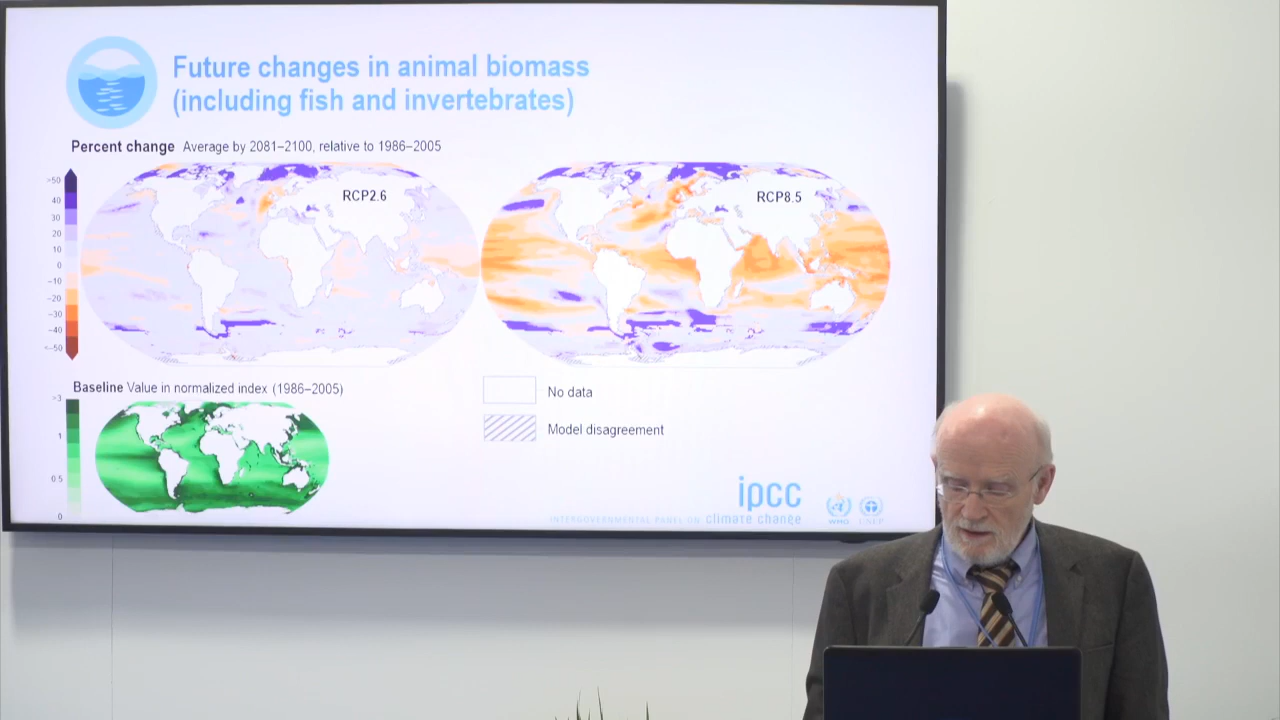 Future changes in animal biomass
(including fish and invertebrates)
Percent change Average by 2081–2100, relative to 1986–2005
RCP2.6
RCP8.5
>50
40
30
20
10
0
−10
−20
−30
−40
<−50
Baseline Value in normalized index (1986–2005)
>3
1
0.5
0
No data
Model disagreement
ipcc
INTERGOVERNMENTAL PANEL ON climate change
WMO
UNEP